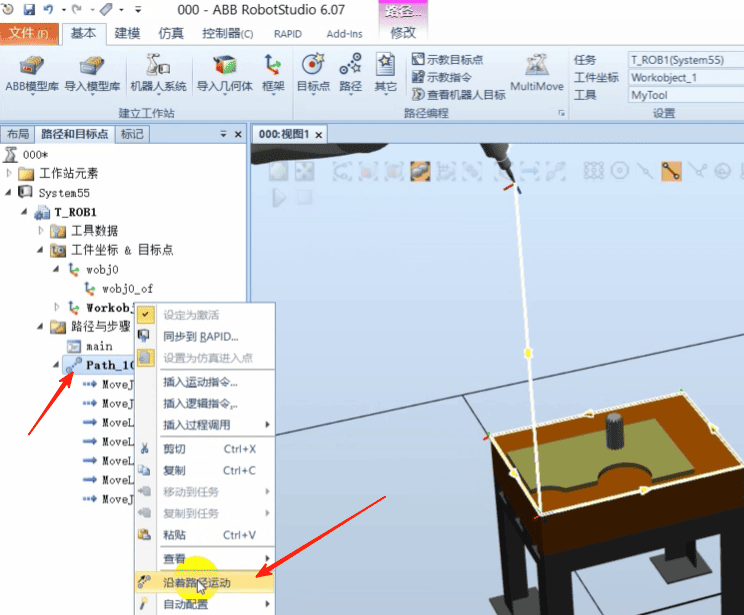 000 - ABB RobotStudio 6.07
路径...
文件(F)
基本
建模
仿真
控制器(C)
RAPID
Add-Ins
修改
ABB模型库
导入模型库
机器人系统
导入几何体
框架
目标点
路径
其它
示教目标点
示教指令
查看机器人目标
MultiMove
任务
T_ROB1(System55)
工件坐标
Workobject_1
工具
MyTool
建立工作站
路径编程
设置
布局
路径和目标点
标记
000:视图1
000*
工作站元素
System55
T_ROB1
工具数据
工件坐标 & 目标点
wobj0
wobj0_of
Workob
路径与步骤
main
Path_10
MoveJ
MoveJ
MoveL
MoveL
MoveL
MoveL
MoveJ
设定为激活
同步到 RAPID...
设置为仿真进入点
插入运动指令...
插入逻辑指令...
插入过程调用
剪切 Ctrl+X
复制 Ctrl+C
移动到任务
复制到任务
粘贴 Ctrl+V
查看
沿着路径运动
自动配置